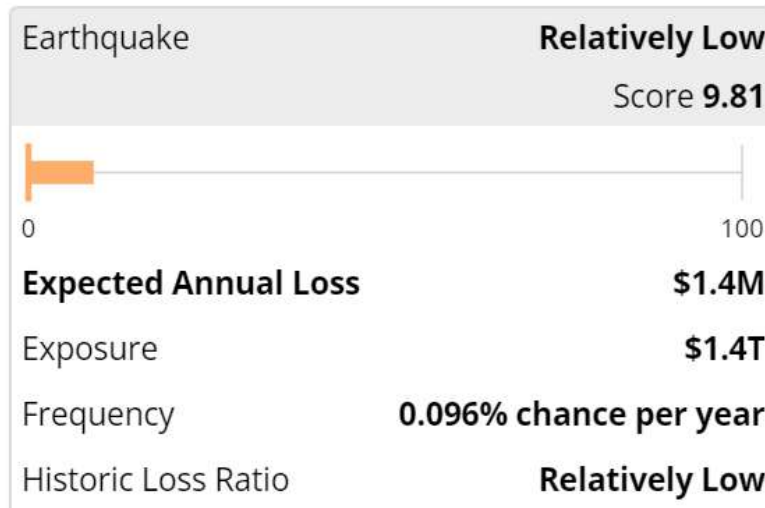 Earthquake Relatively Low
Score 9.81
0 100
Expected Annual Loss $1.4M
Exposure $1.4T
Frequency 0.096% chance per year
Historic Loss Ratio Relatively Low